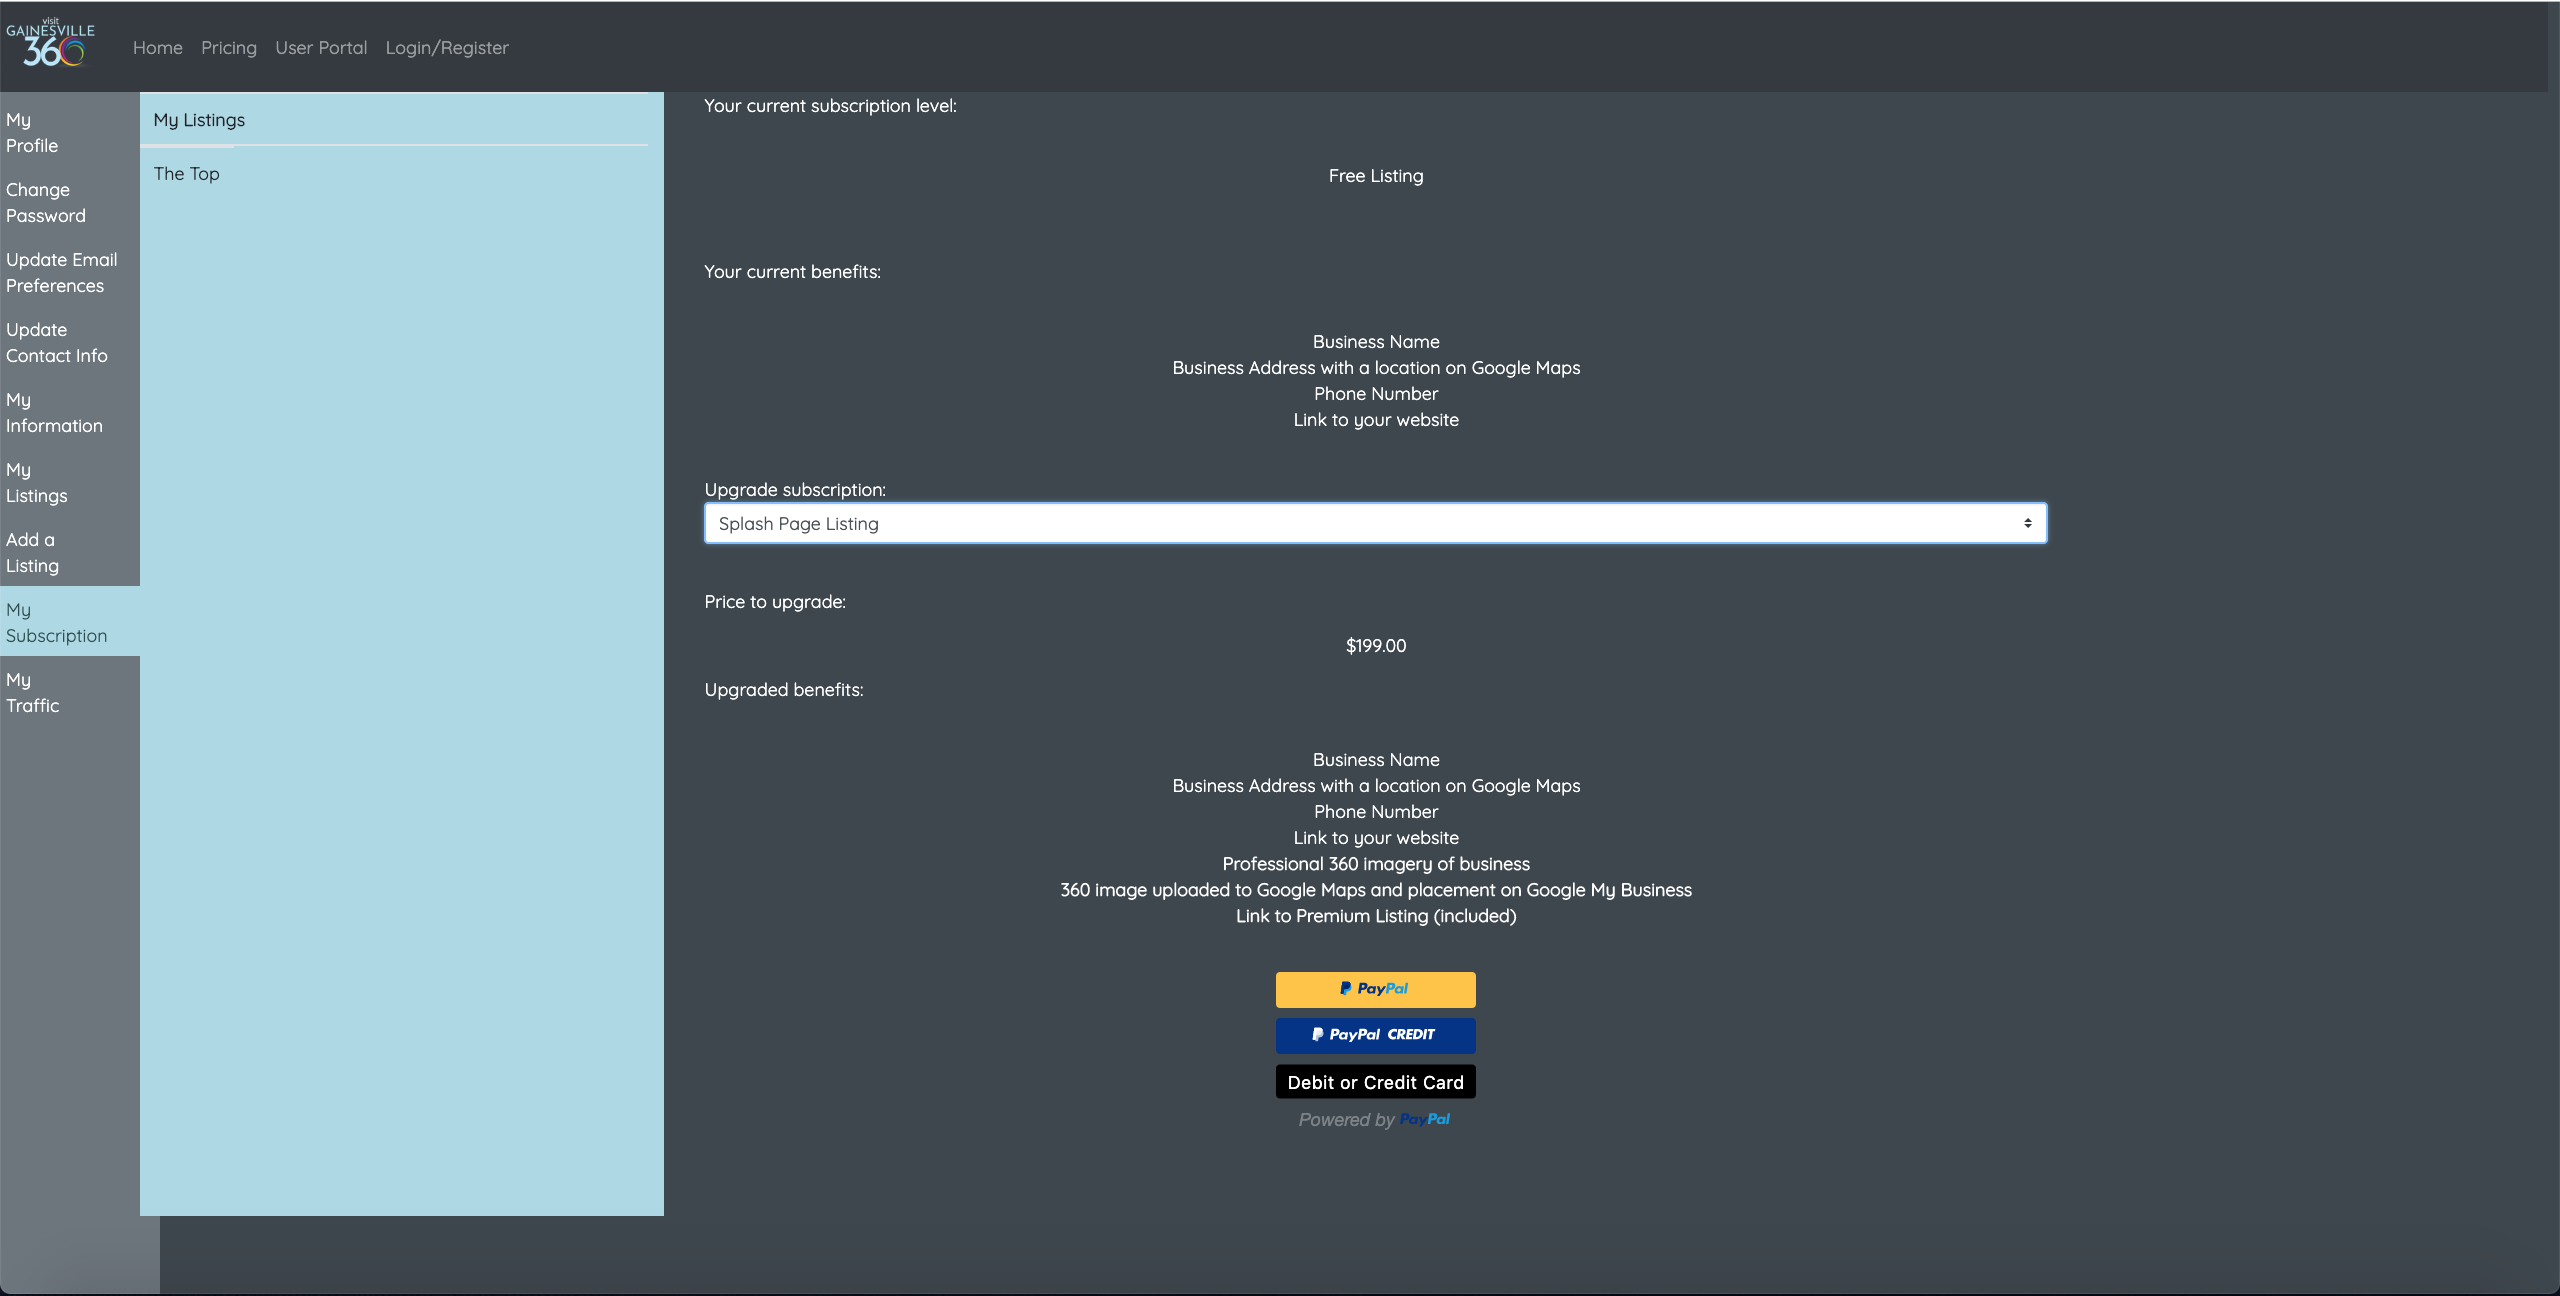 visit
GAINESVILLE
360
Home Pricing User Portal Login/Register
My
Profile
Change
Password
Update Email
Preferences
Update
Contact Info
My
Information
My
Listings
Add a
Listing
My
Subscription
My
Traffic
My Listings
The Top
Your current subscription level:
Free Listing
Your current benefits:
Business Name
Business Address with a location on Google Maps
Phone Number
Link to your website
Upgrade subscription:
Splash Page Listing
Price to upgrade:
$199.00
Upgraded benefits:
Business Name
Business Address with a location on Google Maps
Phone Number
Link to your website
Professional 360 imagery of business
360 image uploaded to Google Maps and placement on Google My Business
Link to Premium Listing (included)
PayPal
PayPal CREDIT
Debit or Credit Card
Powered by PayPal